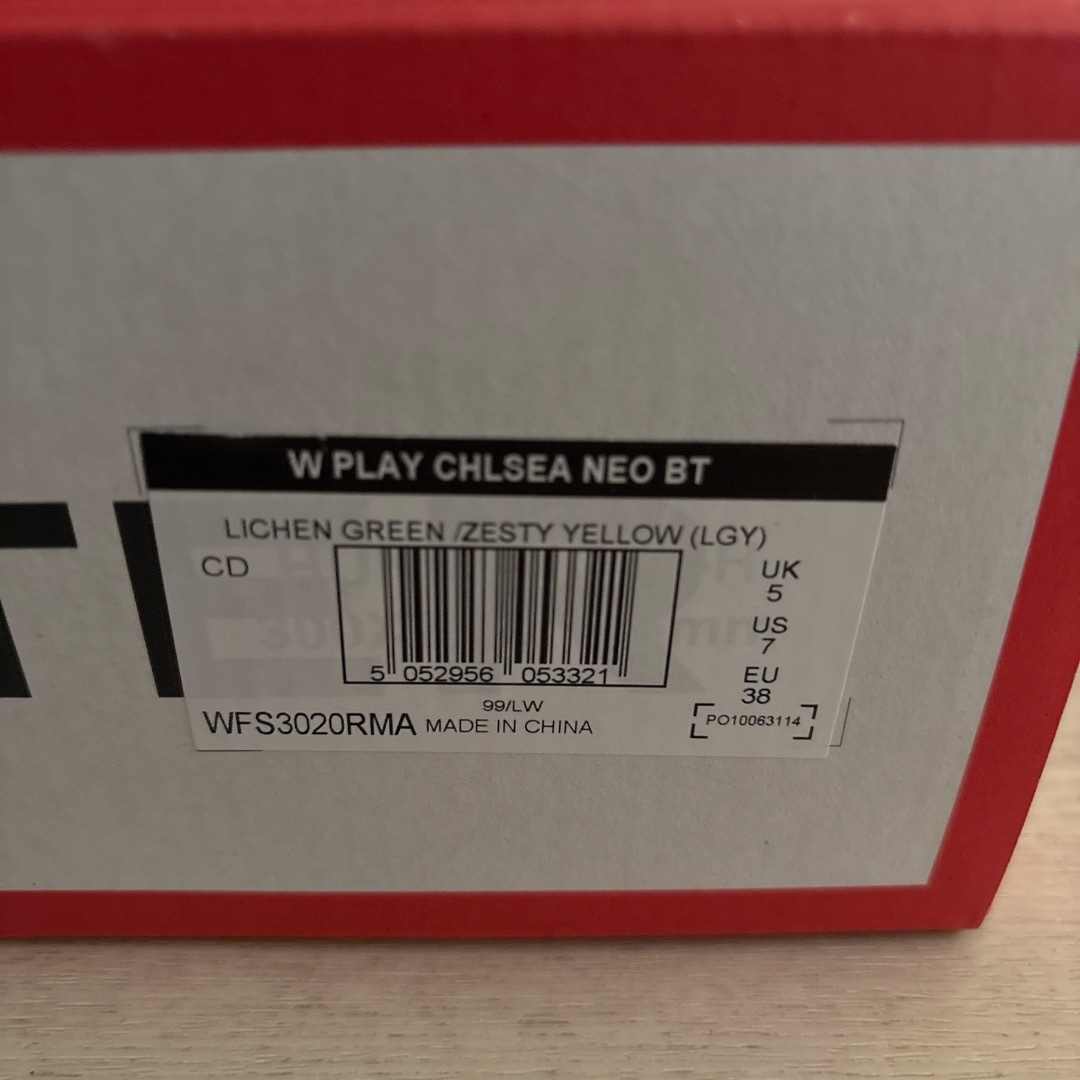 W PLAY CHLSEA NEO BT
LICHEN GREEN /ZESTY YELLOW (LGY)
CD
UK
5
US
7
EU
38
5 052956 053321
99/LW
WFS3020RMA MADE IN CHINA
PO10063114